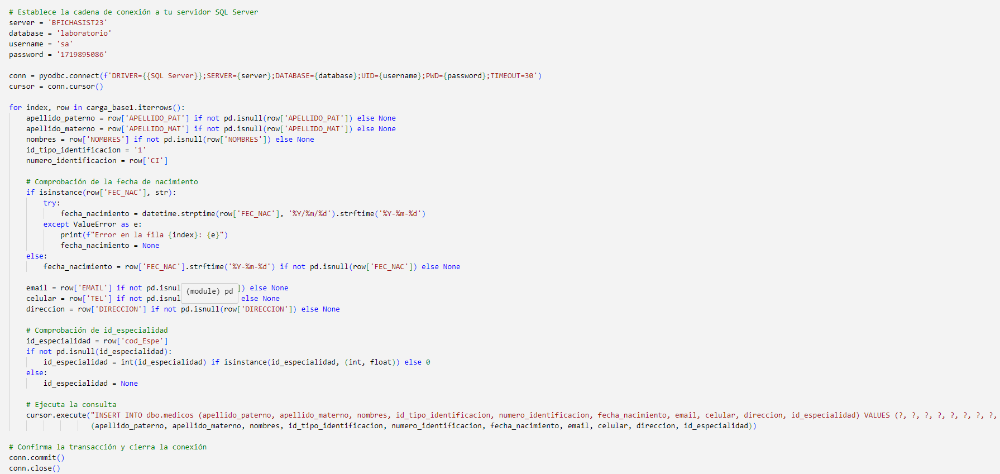 # Establece la cadena de conexión a tu servidor SQL Server
server = 'BFICHASIST23'
database = 'laboratorio'
username = 'sa'
password = '1719895086'

conn = pyodbc.connect(f'DRIVER={{SQL Server}};SERVER={server};DATABASE={database};UID={username};PWD={password};TIMEOUT=30')
cursor = conn.cursor()

for index, row in carga_base1.iterrows():
    apellido_paterno = row['APELLIDO_PAT'] if not pd.isnull(row['APELLIDO_PAT']) else None
    apellido_materno = row['APELLIDO_MAT'] if not pd.isnull(row['APELLIDO_MAT']) else None
    nombres = row['NOMBRES'] if not pd.isnull(row['NOMBRES']) else None
    id_tipo_identificacion = '1'
    numero_identificacion = row['CI']

    # Comprobación de la fecha de nacimiento
    if isinstance(row['FEC_NAC'], str):
        try:
            fecha_nacimiento = datetime.strptime(row['FEC_NAC'], '%Y/%m/%d').strftime('%Y-%m-%d')
        except ValueError as e:
            print(f"Error en la fila {index}: {e}")
            fecha_nacimiento = None
    else:
        fecha_nacimiento = row['FEC_NAC'].strftime('%Y-%m-%d') if not pd.isnull(row['FEC_NAC']) else None

    email = row['EMAIL'] if not pd.isnul (module) pd ]) else None
    celular = row['TEL'] if not pd.isnul else None
    direccion = row['DIRECCION'] if not pd.isnull(row['DIRECCION']) else None

    # Comprobación de id_especialidad
    id_especialidad = row['cod_Espe']
    if not pd.isnull(id_especialidad):
        id_especialidad = int(id_especialidad) if isinstance(id_especialidad, (int, float)) else 0
    else:
        id_especialidad = None

    # Ejecuta la consulta
    cursor.execute("INSERT INTO dbo.medicos (apellido_paterno, apellido_materno, nombres, id_tipo_identificacion, numero_identificacion, fecha_nacimiento, email, celular, direccion, id_especialidad) VALUES (?, ?, ?, ?, ?, ?, ?, ?,
                   (apellido_paterno, apellido_materno, nombres, id_tipo_identificacion, numero_identificacion, fecha_nacimiento, email, celular, direccion, id_especialidad))

# Confirma la transacción y cierra la conexión
conn.commit()
conn.close()